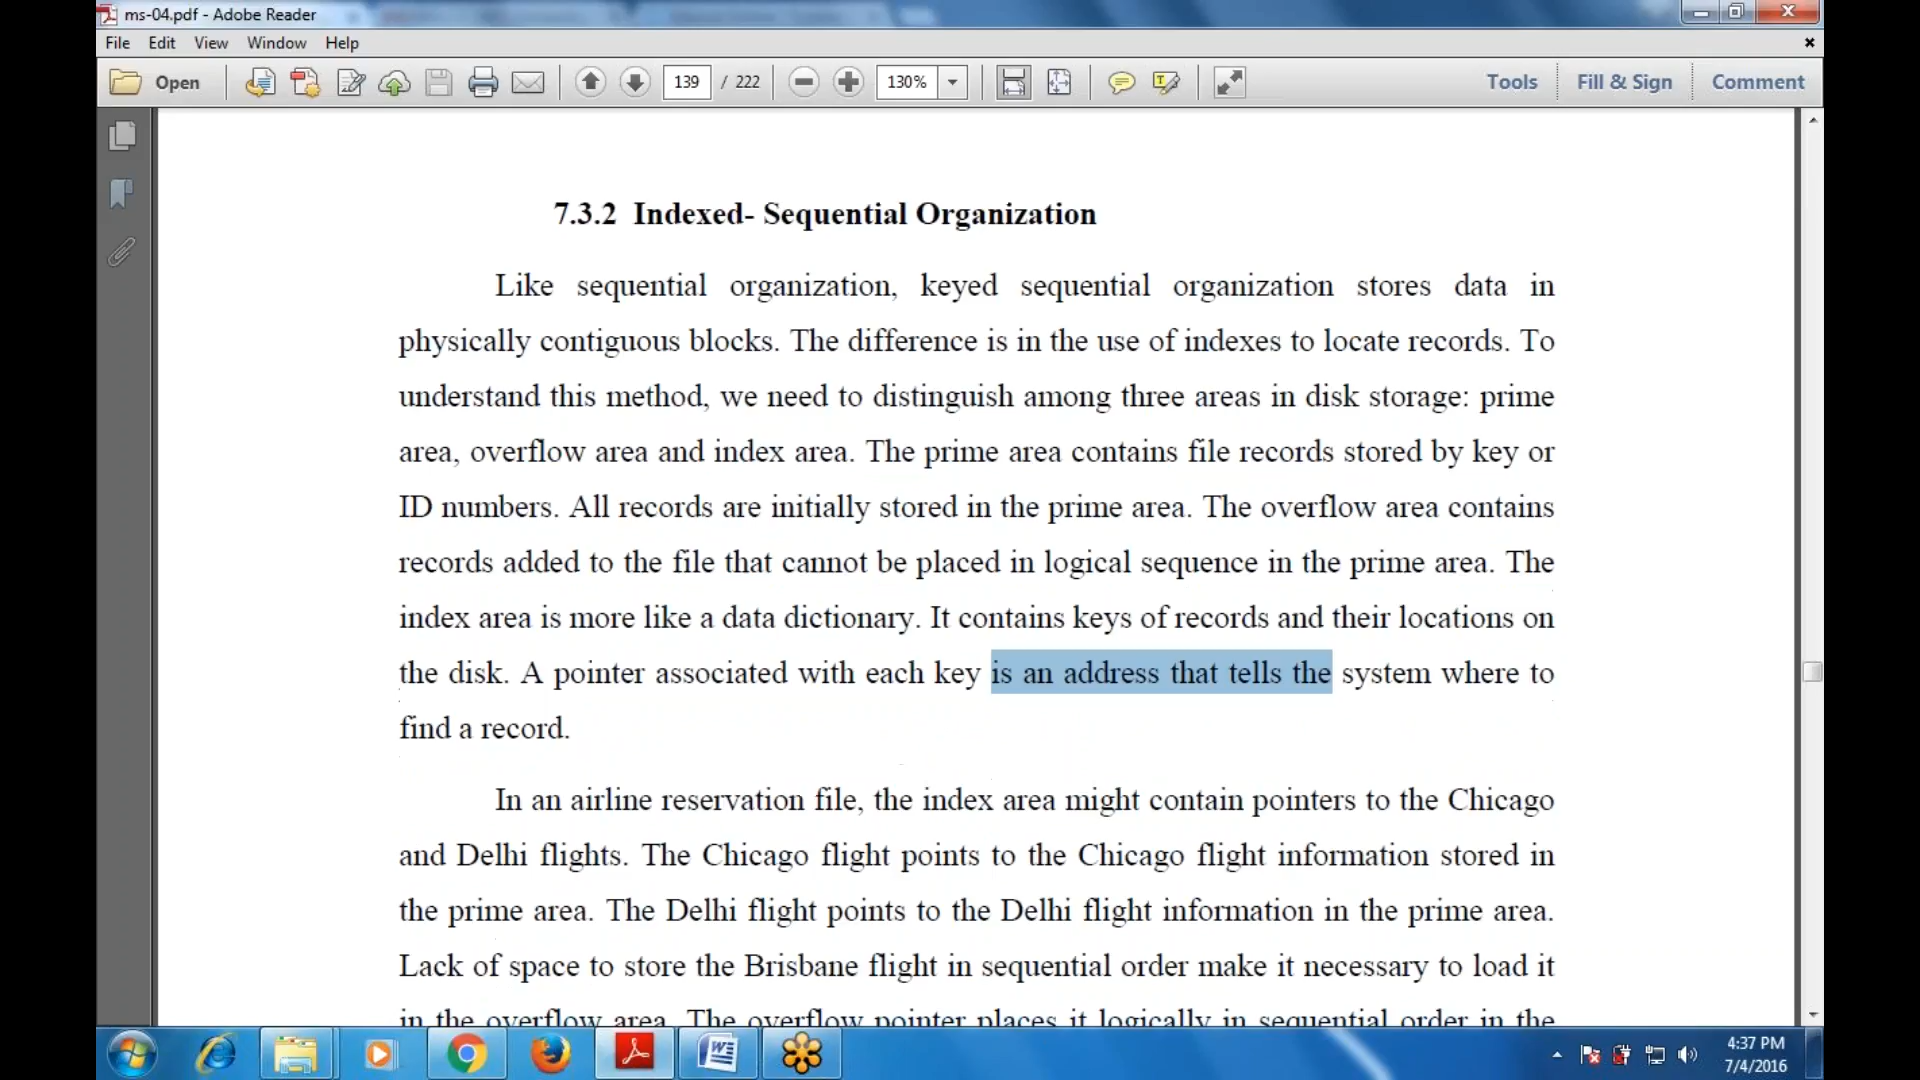 ms-04.pdf - Adobe Reader
File Edit View Window Help
Open 139 / 222 130% Tools Fill & Sign Comment
7.3.2 Indexed- Sequential Organization
Like sequential organization, keyed sequential organization stores data in
physically contiguous blocks. The difference is in the use of indexes to locate records. To
understand this method, we need to distinguish among three areas in disk storage: prime
area, overflow area and index area. The prime area contains file records stored by key or
ID numbers. All records are initially stored in the prime area. The overflow area contains
records added to the file that cannot be placed in logical sequence in the prime area. The
index area is more like a data dictionary. It contains keys of records and their locations on
the disk. A pointer associated with each key is an address that tells the system where to
find a record.
In an airline reservation file, the index area might contain pointers to the Chicago
and Delhi flights. The Chicago flight points to the Chicago flight information stored in
the prime area. The Delhi flight points to the Delhi flight information in the prime area.
Lack of space to store the Brisbane flight in sequential order make it necessary to load it
in the overflow area. The overflow pointer places it logically in sequential order in the
4:37 PM
7/4/2016